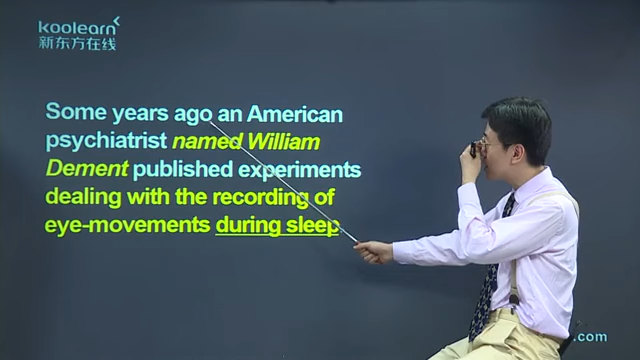 koolearn
新东方在线
Some years ago an American
psychiatrist named William
Dement published experiments
dealing with the recording of
eye-movements during sleep
.com